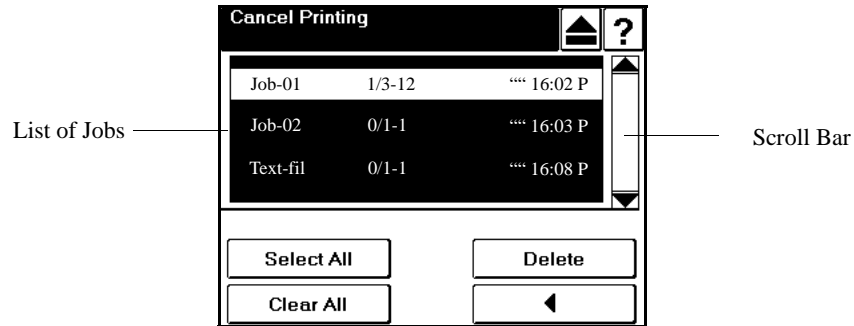 Cancel Printing
?
Job-01 1/3-12 ““ 16:02 P
List of Jobs
Job-02 0/1-1 ““ 16:03 P
Scroll Bar
Text-fil 0/1-1 ““ 16:08 P
Select All Delete
Clear All